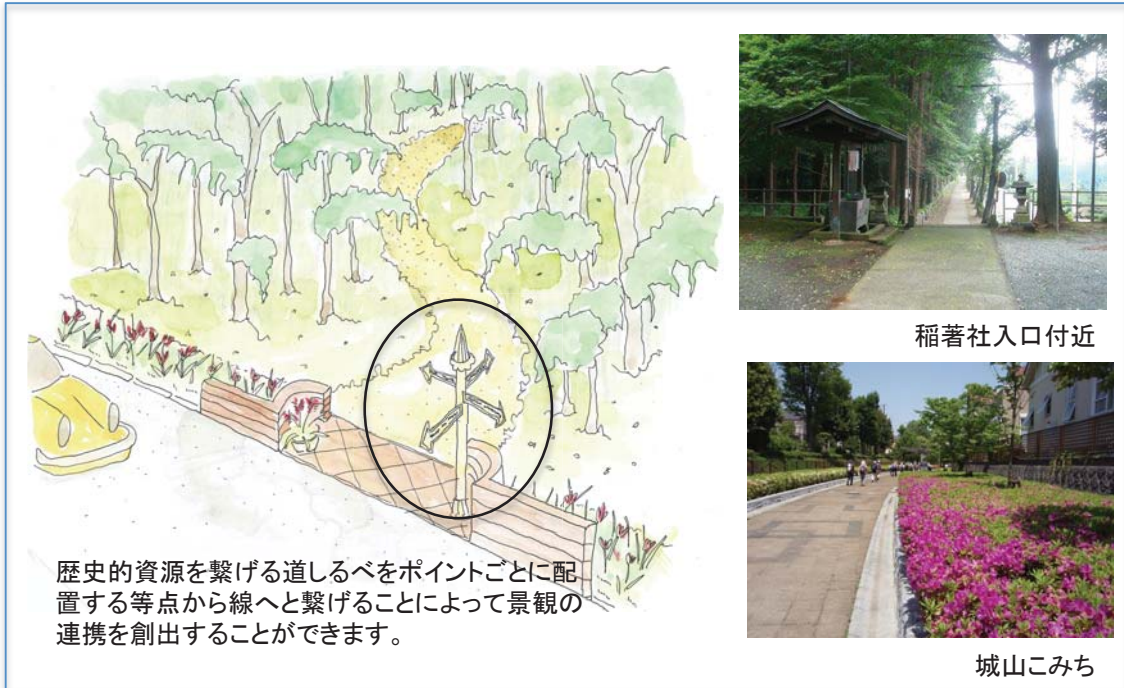 稲著社入口付近
歴史的資源を繋げる道しるべをポイントごとに配
置する等点から線へと繋げることによって景観の
連携を創出することができます。
城山こみち